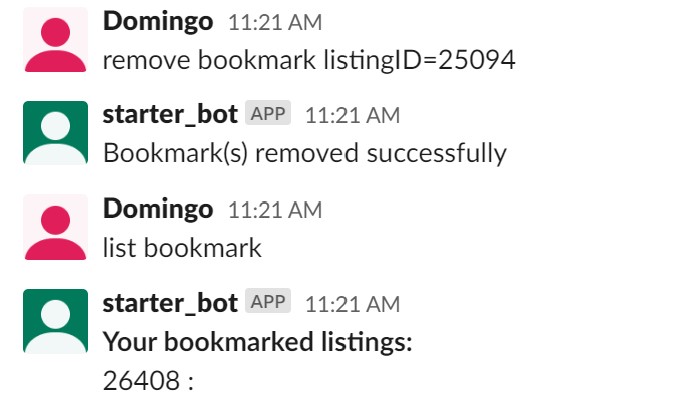 Domingo 11:21 AM
remove bookmark listingID=25094
starter_bot APP 11:21 AM
Bookmark(s) removed successfully
Domingo 11:21 AM
list bookmark
starter_bot APP 11:21 AM
Your bookmarked listings:
26408 :